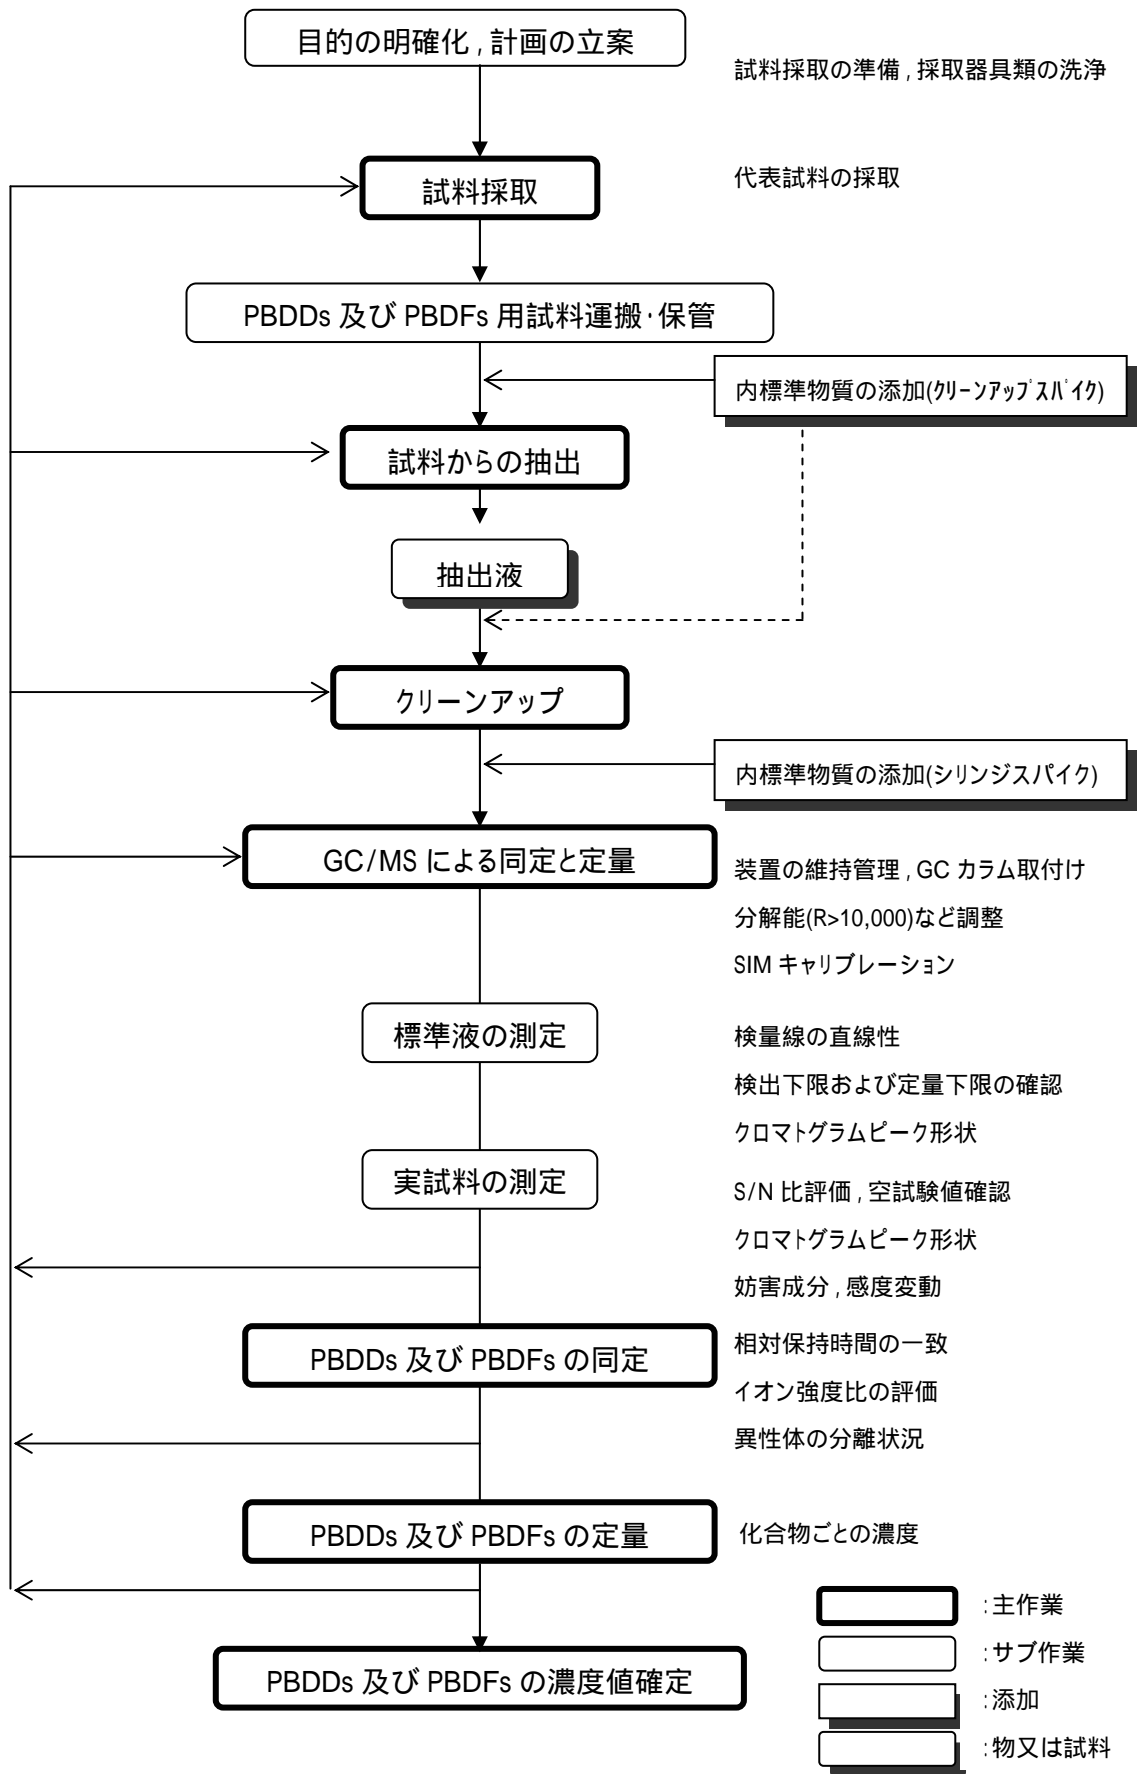 目的の明確化,計画の立案
試料採取の準備,採取器具類の洗浄
試料採取
代表試料の採取
PBDDs 及び PBDFs 用試料運搬・保管
内標準物質の添加(ｸﾘｰﾝｱｯﾌﾟｽﾊﾟｲｸ)
試料からの抽出
抽出液
クリーンアップ
内標準物質の添加(シリンジスパイク)
GC/MS による同定と定量
装置の維持管理,GC カラム取付け
分解能(R>10,000)など調整
SIM キャリブレーション
標準液の測定
検量線の直線性
検出下限および定量下限の確認
クロマトグラムピーク形状
実試料の測定
S/N 比評価,空試験値確認
クロマトグラムピーク形状
妨害成分,感度変動
PBDDs 及び PBDFs の同定
相対保持時間の一致
イオン強度比の評価
異性体の分離状況
PBDDs 及び PBDFs の定量
化合物ごとの濃度
:主作業
:サブ作業
PBDDs 及び PBDFs の濃度値確定
:添加
:物又は試料